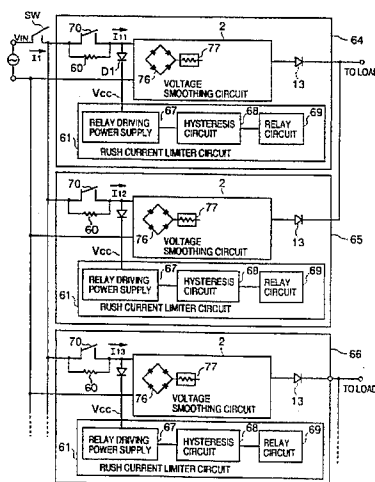 SW
VIN
I1
70
I11
60
D1
2
76
77
VOLTAGE
SMOOTHING CIRCUIT
13
64
TO LOAD
Vcc
61
67
68
69
RELAY DRIVING
POWER SUPPLY
HYSTERESIS
CIRCUIT
RELAY
CIRCUIT
RUSH CURRENT LIMITER CIRCUIT
70
I12
60
2
76
77
VOLTAGE
SMOOTHING CIRCUIT
13
65
Vcc
61
67
68
69
RELAY DRIVING
POWER SUPPLY
HYSTERESIS
CIRCUIT
RELAY
CIRCUIT
RUSH CURRENT LIMITER CIRCUIT
70
I13
60
2
76
77
VOLTAGE
SMOOTHING CIRCUIT
13
66
TO LOAD
Vcc
61
67
68
69
RELAY DRIVING
POWER SUPPLY
HYSTERESIS
CIRCUIT
RELAY
CIRCUIT
RUSH CURRENT LIMITER CIRCUIT